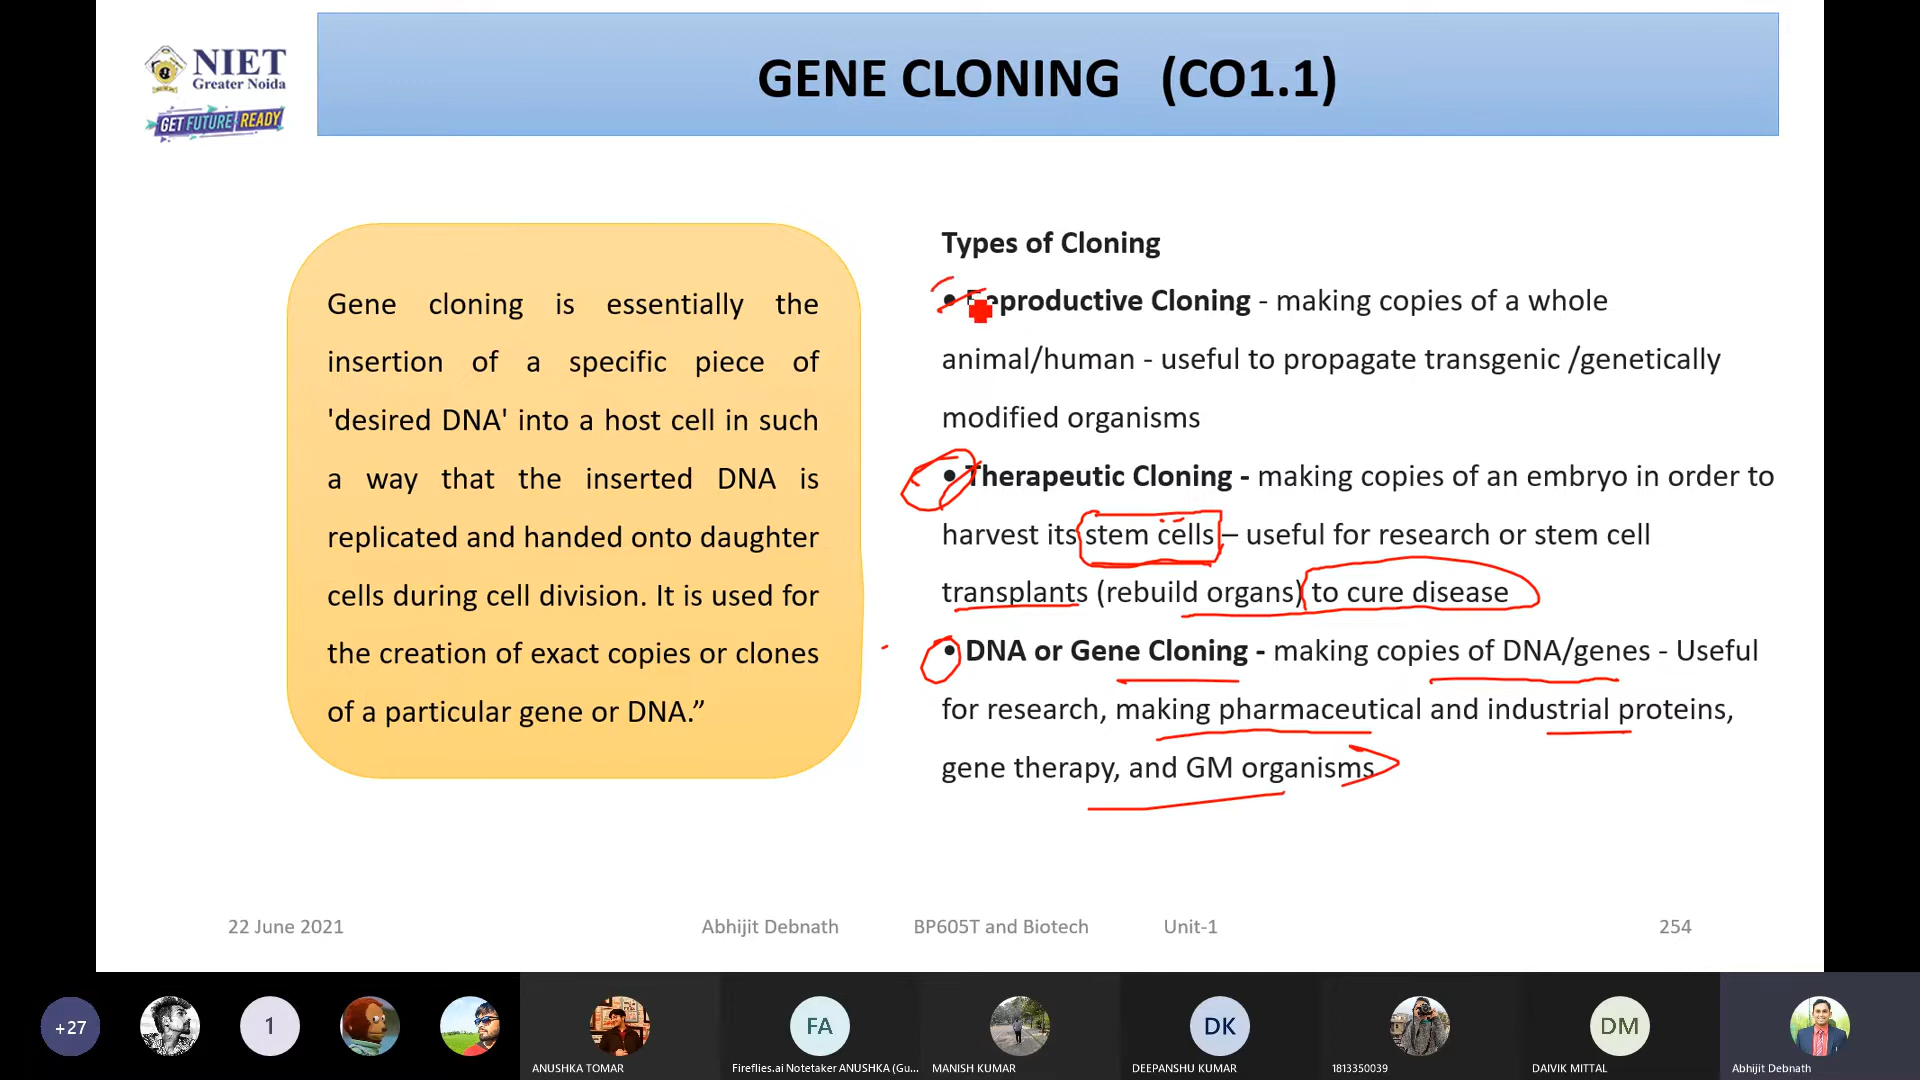 NIET
Greater Noida
GET FUTURE READY
GENE CLONING (CO1.1)
Gene cloning is essentially the
insertion of a specific piece of
'desired DNA' into a host cell in such
a way that the inserted DNA is
replicated and handed onto daughter
cells during cell division. It is used for
the creation of exact copies or clones
of a particular gene or DNA.”
Types of Cloning
• Reproductive Cloning - making copies of a whole
animal/human - useful to propagate transgenic /genetically
modified organisms
• Therapeutic Cloning - making copies of an embryo in order to
harvest its stem cells – useful for research or stem cell
transplants (rebuild organs) to cure disease
• DNA or Gene Cloning - making copies of DNA/genes - Useful
for research, making pharmaceutical and industrial proteins,
gene therapy, and GM organisms
22 June 2021 Abhijit Debnath BP605T and Biotech Unit-1 254
+27 1 FA DK DM
ANUSHKA TOMAR Fireflies.ai Notetaker ANUSHKA (Gu... MANISH KUMAR DEEPANSHU KUMAR 1813350039 DAIVIK MITTAL Abhijit Debnath